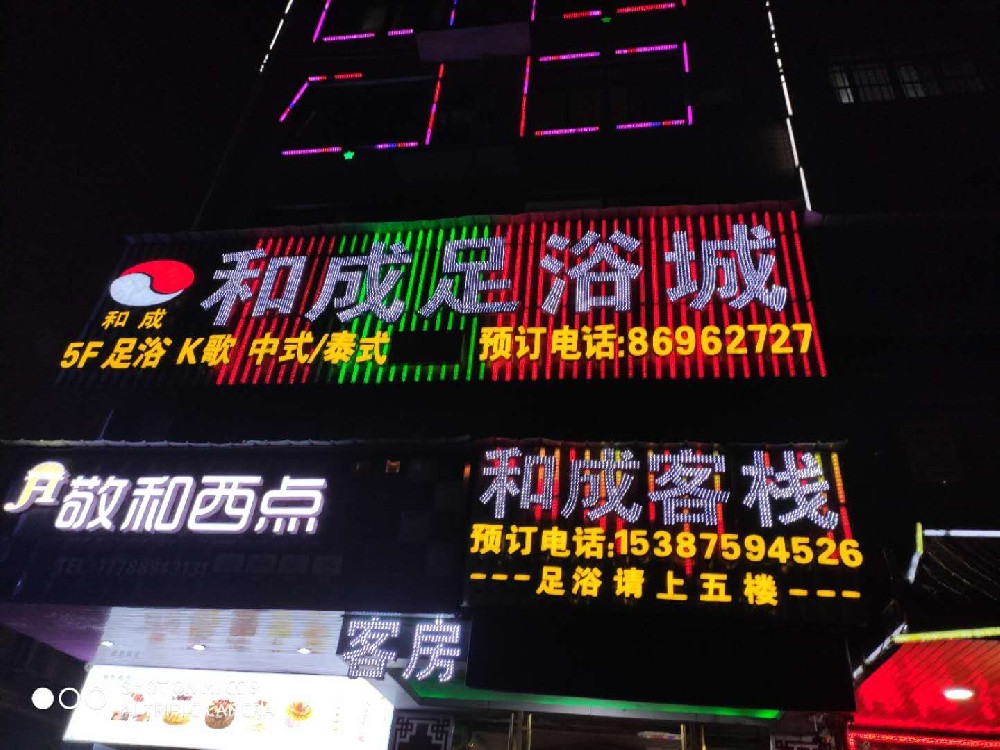 和成足浴城
和成
5F足浴 K歌 中式/泰式
预订电话:86962727
敬和西点
和成客栈
预订电话:15387594526
---足浴请上五楼---
客房